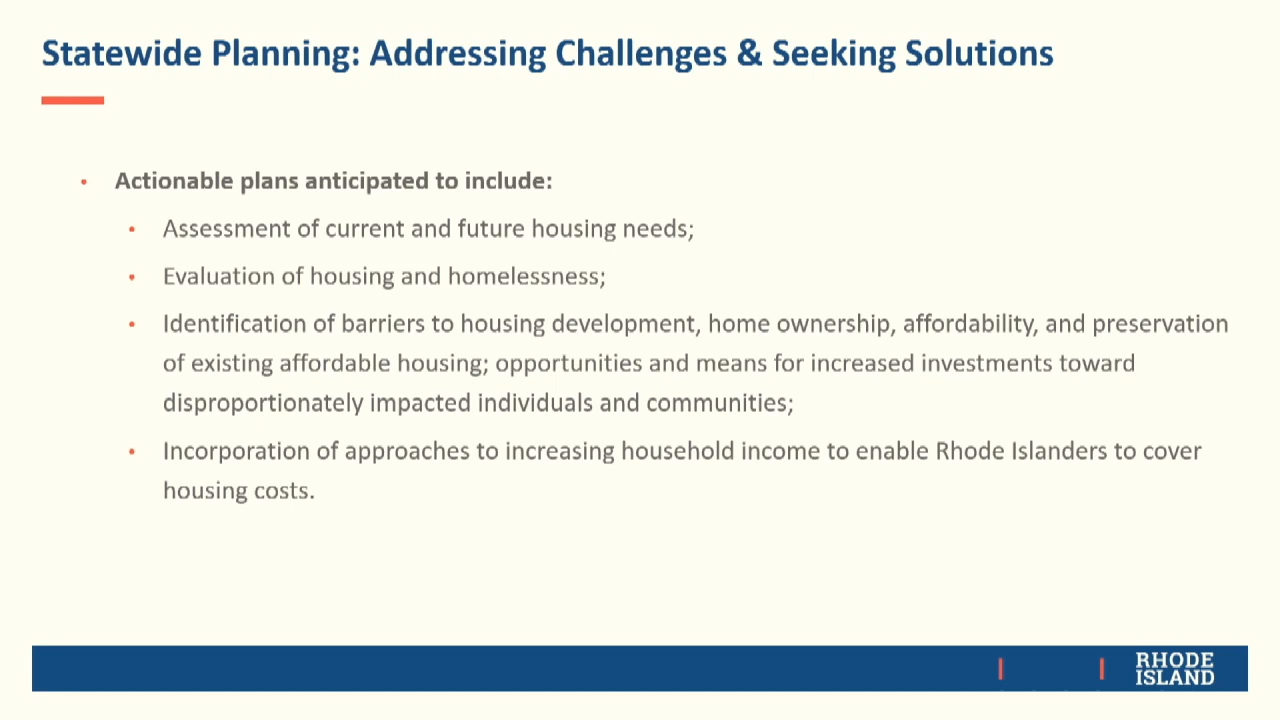 Statewide Planning: Addressing Challenges & Seeking Solutions
• Actionable plans anticipated to include:
• Assessment of current and future housing needs;
• Evaluation of housing and homelessness;
• Identification of barriers to housing development, home ownership, affordability, and preservation
of existing affordable housing; opportunities and means for increased investments toward
disproportionately impacted individuals and communities;
• Incorporation of approaches to increasing household income to enable Rhode Islanders to cover
housing costs.
RHODE
ISLAND